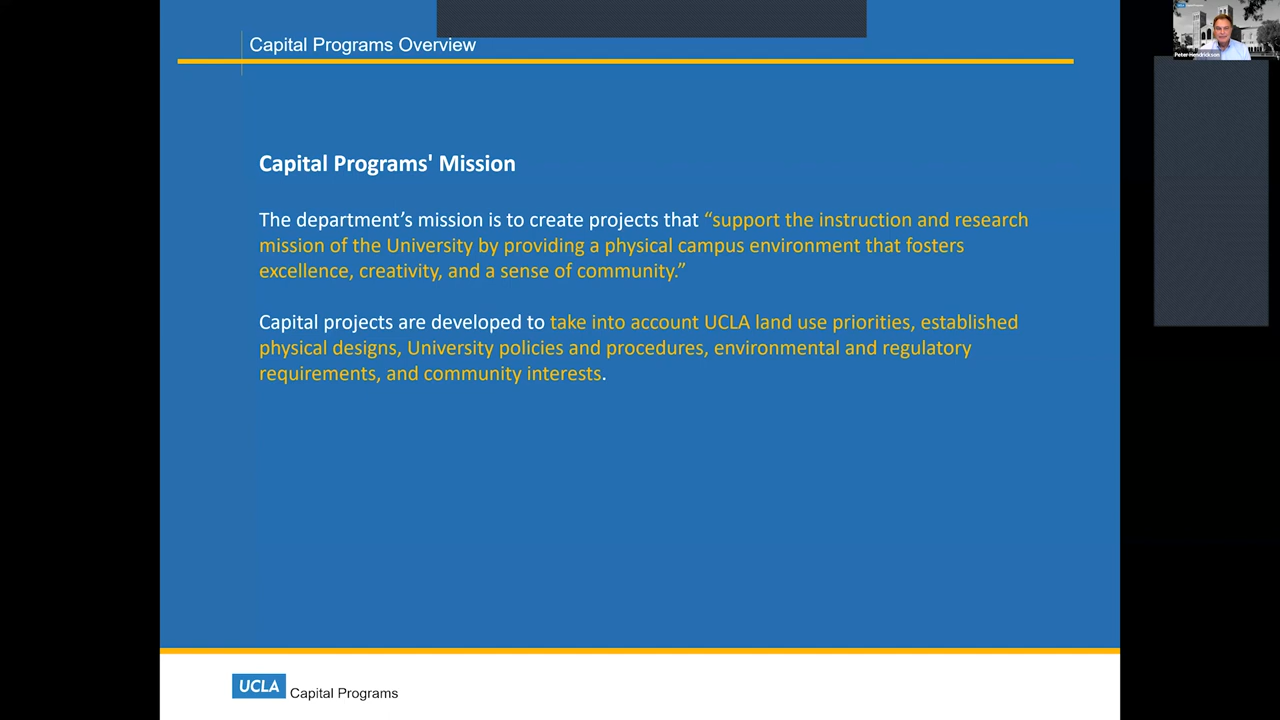 Capital Programs Overview
Peter Hendrickson
Capital Programs' Mission
The department’s mission is to create projects that “support the instruction and research
mission of the University by providing a physical campus environment that fosters
excellence, creativity, and a sense of community.”
Capital projects are developed to take into account UCLA land use priorities, established
physical designs, University policies and procedures, environmental and regulatory
requirements, and community interests.
UCLA Capital Programs